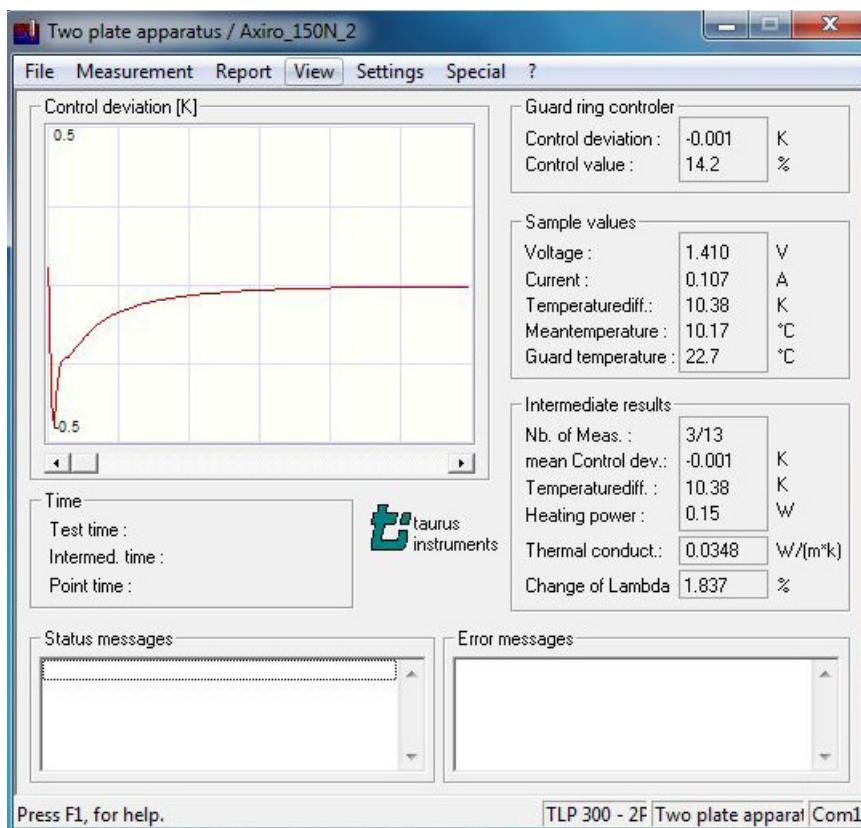 Two plate apparatus / Axiro_150N_2
File Measurement Report View Settings Special ?
Control deviation [K]
0.5
-0.5
Guard ring controler
Control deviation : -0.001 K
Control value : 14.2 %
Sample values
Voltage : 1.410 V
Current : 0.107 A
Temperaturediff.: 10.38 K
Meantemperature : 10.17 °C
Guard temperature : 22.7 °C
Intermediate results
Nb. of Meas. : 3/13
mean Control dev.: -0.001 K
Temperaturediff. : 10.38 K
Heating power : 0.15 W
Thermal conduct.: 0.0348 W/(m*k)
Change of Lambda 1.837 %
Time
Test time :
Intermed. time :
Point time :
taurus
instruments
Status messages
Error messages
Press F1, for help.
TLP 300 - 2F Two plate apparat Com1